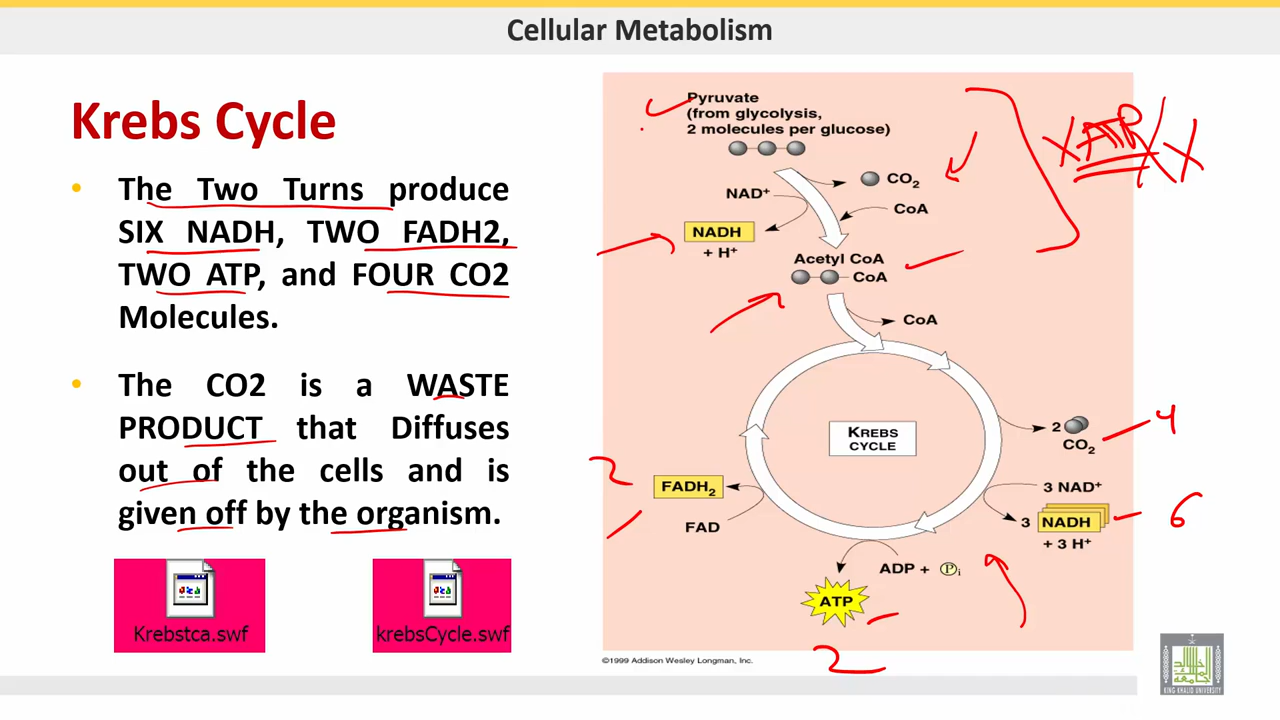 Cellular Metabolism
Krebs Cycle
• The Two Turns produce
SIX NADH, TWO FADH2,
TWO ATP, and FOUR CO2
Molecules.
• The CO2 is a WASTE
PRODUCT that Diffuses
out of the cells and is
given off by the organism.
Krebstca.swf
krebsCycle.swf
Pyruvate
(from glycolysis,
2 molecules per glucose)
CO2
NAD+
CoA
NADH
+ H+
Acetyl CoA
CoA
CoA
KREBS
CYCLE
2
CO2
4
3 NAD+
3 NADH
+ 3 H+
6
2
FADH2
FAD
ADP + Pi
ATP
2
X ATP X X
©1999 Addison Wesley Longman, Inc.
KING KHALID UNIVERSITY